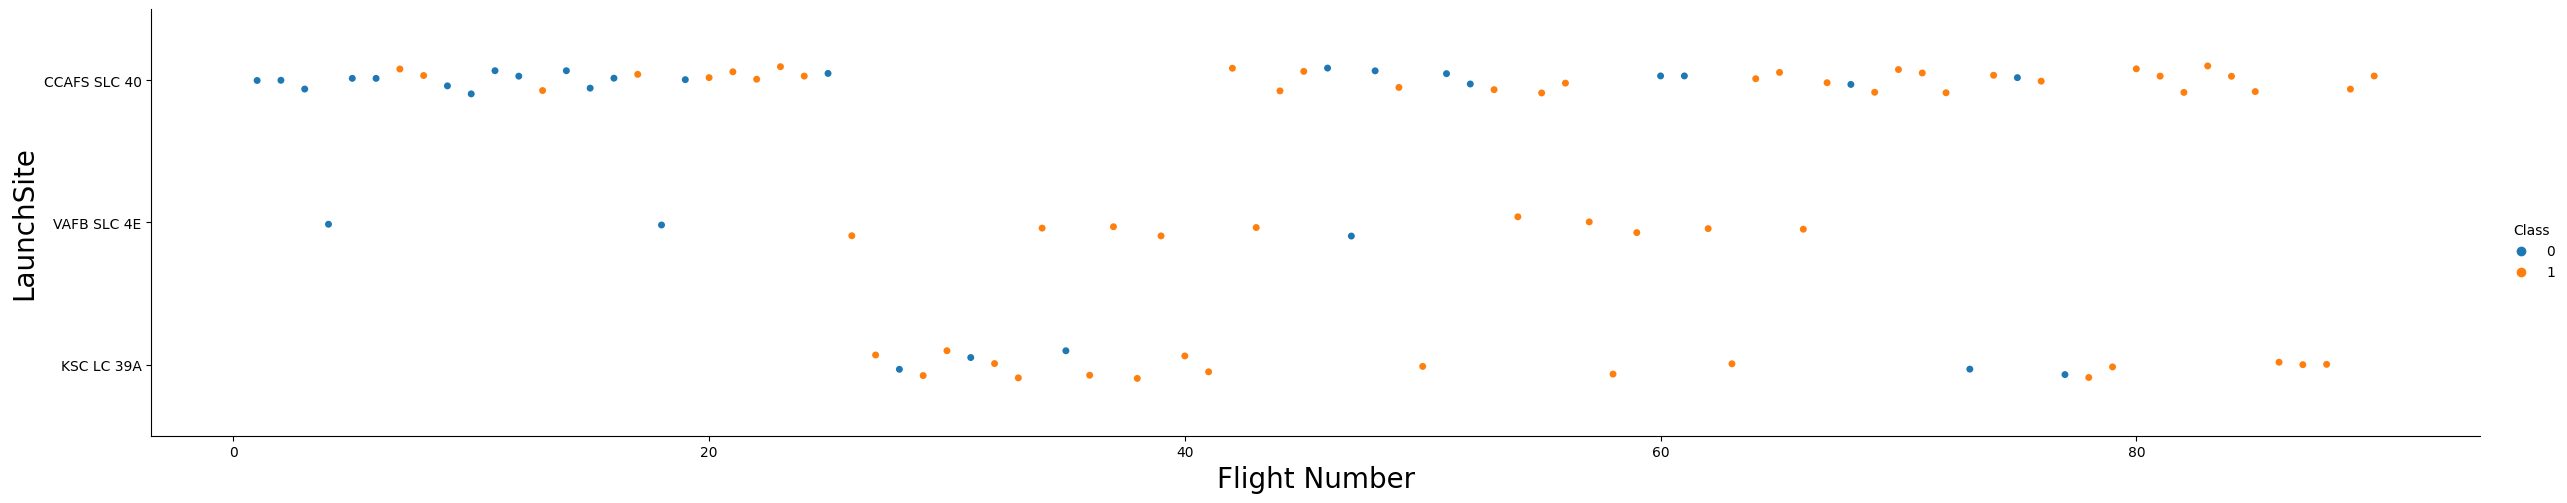 LaunchSite
CCAFS SLC 40
VAFB SLC 4E
KSC LC 39A
0 20 40 60 80
Flight Number
Class
0
1